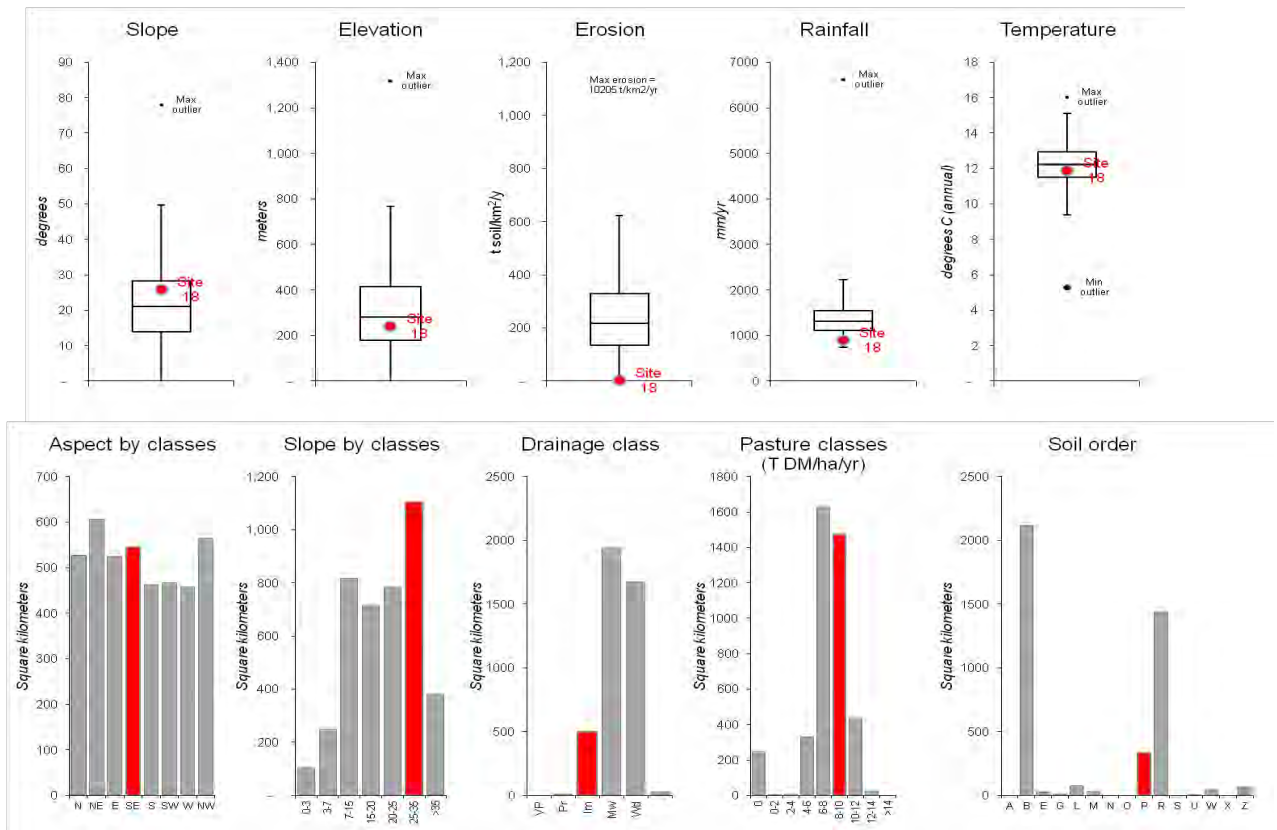 Slope
Elevation
Erosion
Rainfall
Temperature
90
80
70
60
50
40
30
20
10
–
degrees
Max
outlier
Site
18
1,400
1,200
1,000
800
600
400
200
–
meters
Max
outlier
Site
18
1,200
1,000
800
600
400
200
–
t soil/km²/y
Max erosion =
10205 t/km2/yr
Site
18
7000
6000
5000
4000
3000
2000
1000
0
mm/yr
Max
outlier
Site
18
18
16
14
12
10
8
6
4
2
–
degrees C (annual)
Max
outlier
Site
18
Min
outlier
Aspect by classes
Slope by classes
Drainage class
Pasture classes
(T DM/ha/yr)
Soil order
700
600
500
400
300
200
100
0
Square kilometers
N NE E SE S SW W NW
1,200
1,000
800
600
400
200
–
Square kilometers
0-3 3-7 7-15 15-20 20-25 25-35 >35
2500
2000
1500
1000
500
0
Square kilometers
VP Pr Im Mw Wd
1800
1600
1400
1200
1000
800
600
400
200
0
Square kilometers
0 0-2 2-4 4-6 6-8 8-10 10-12 12-14 >14
2500
2000
1500
1000
500
0
Square kilometers
A B E G L M N O P R S U W X Z